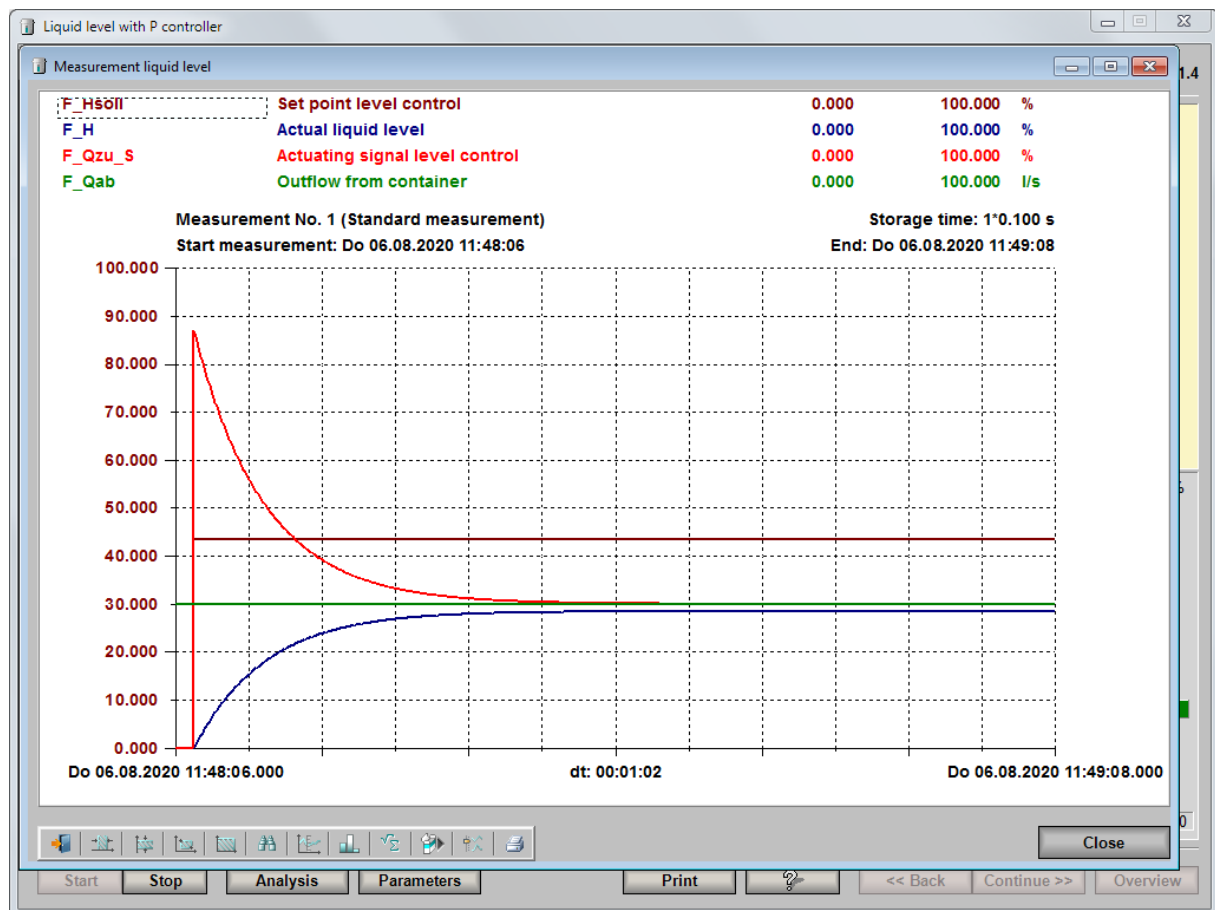 Liquid level with P controller
Measurement liquid level
1.4
F_Hsoll Set point level control 0.000 100.000 %
F_H Actual liquid level 0.000 100.000 %
F_Qzu_S Actuating signal level control 0.000 100.000 %
F_Qab Outflow from container 0.000 100.000 l/s
Measurement No. 1 (Standard measurement) Storage time: 1*0.100 s
Start measurement: Do 06.08.2020 11:48:06 End: Do 06.08.2020 11:49:08
100.000
90.000
80.000
70.000
60.000
50.000
40.000
30.000
20.000
10.000
0.000
Do 06.08.2020 11:48:06.000 dt: 00:01:02 Do 06.08.2020 11:49:08.000
0
Close
Start Stop Analysis Parameters Print ? << Back Continue >> Overview